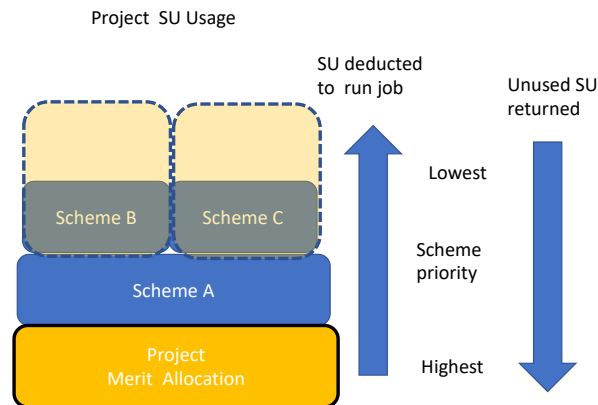 Project SU Usage
SU deducted
to run job
Unused SU
returned
Lowest
Scheme B
Scheme C
Scheme
priority
Scheme A
Project
Merit Allocation
Highest